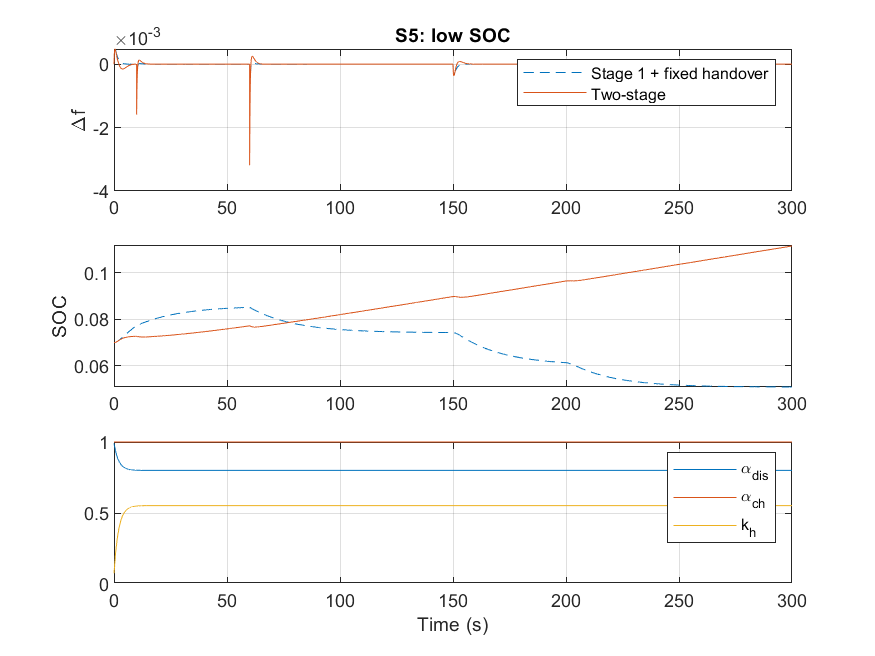 S5: low SOC
×10⁻³
0
-2
-4
Δf
Stage 1 + fixed handover
Two-stage
0 50 100 150 200 250 300
0.1
0.08
0.06
SOC
0 50 100 150 200 250 300
1
0.5
0
α_dis
α_ch
k_h
0 50 100 150 200 250 300
Time (s)